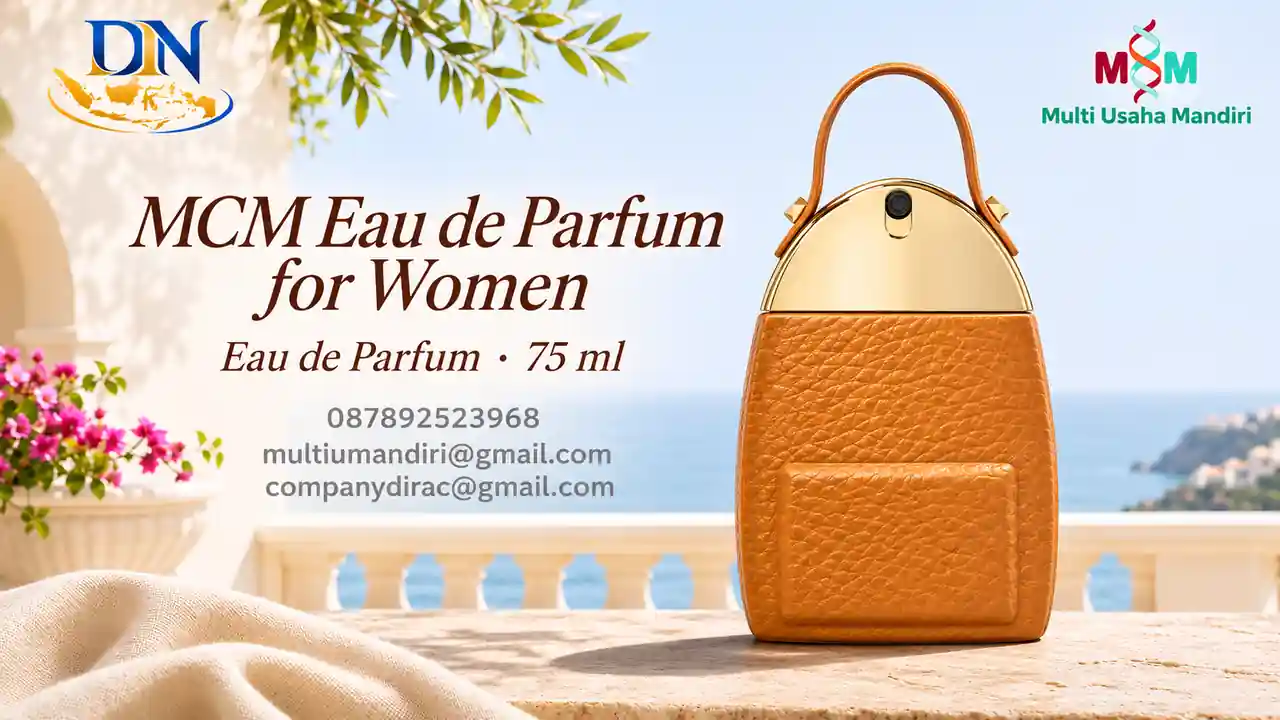 DN
MSM
Multi Usaha Mandiri
MCM Eau de Parfum
for Women
Eau de Parfum • 75 ml
087892523968
multiumandiri@gmail.com
companydirac@gmail.com